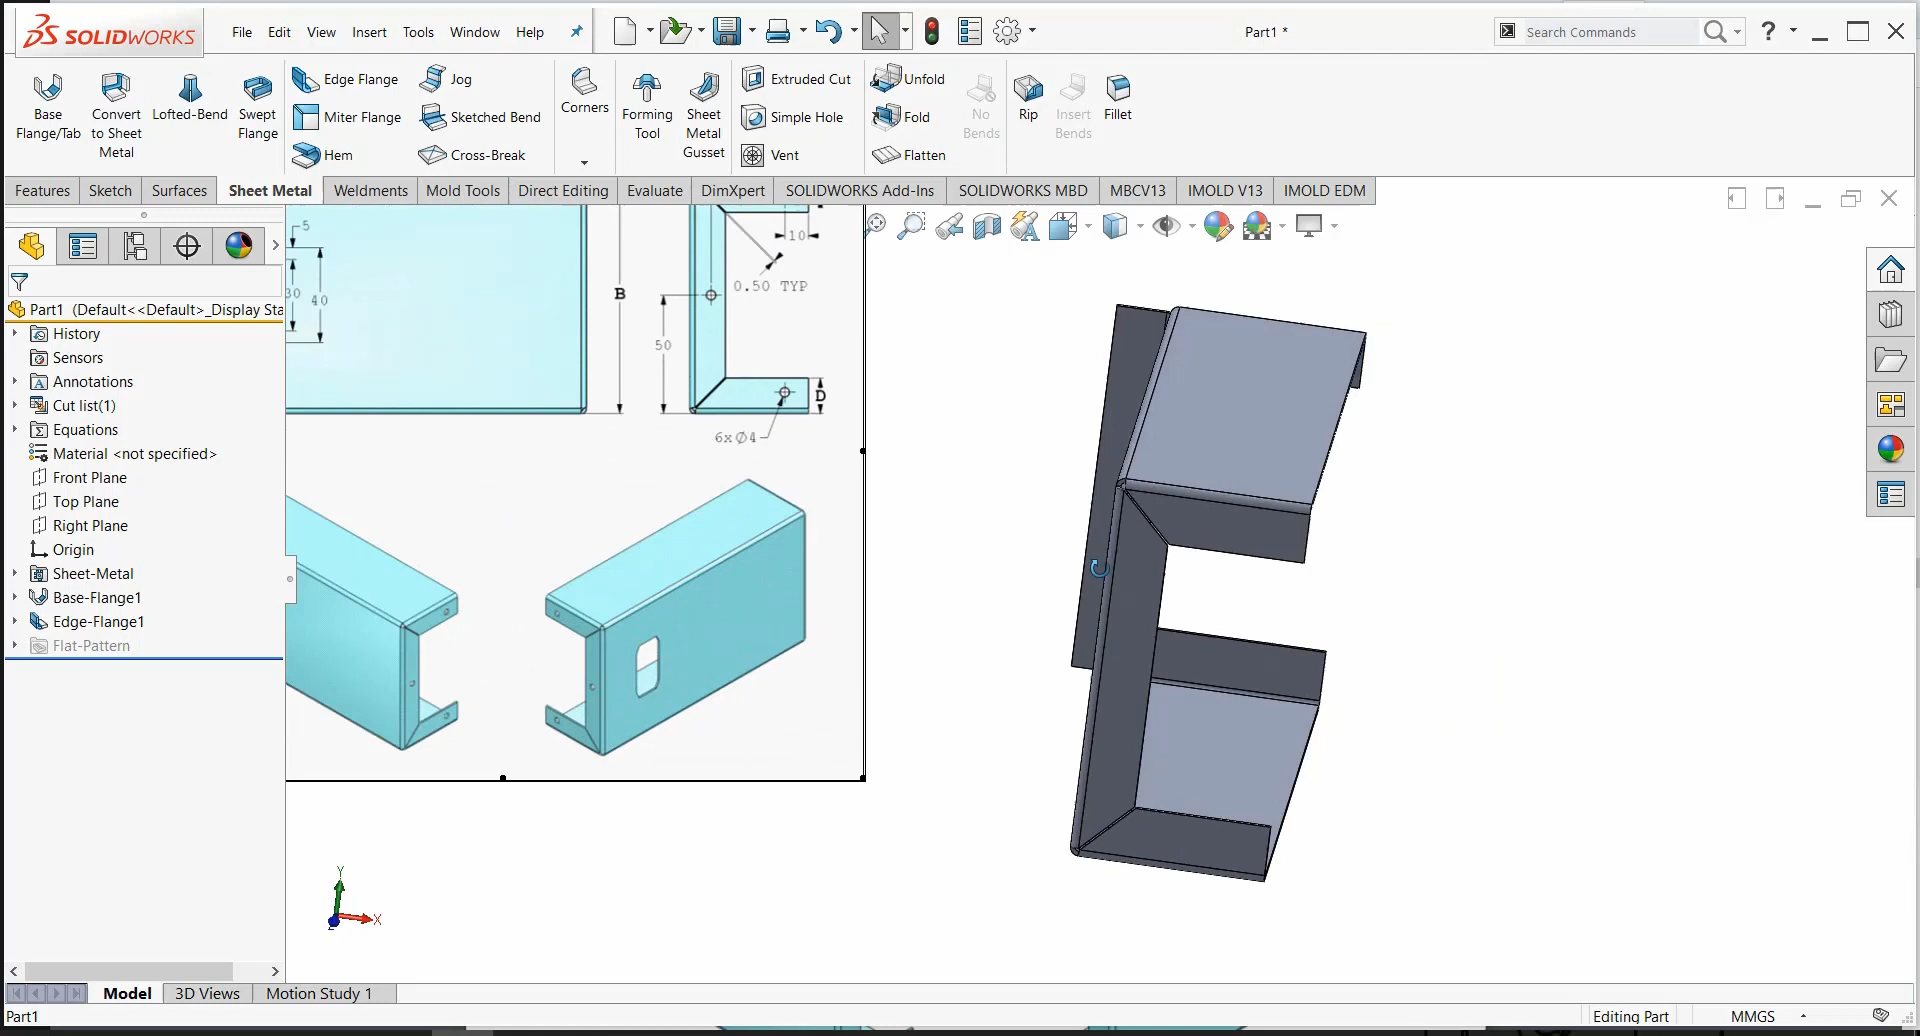 SOLIDWORKS
File Edit View Insert Tools Window Help
Part1 *
Search Commands
?
Base Flange/Tab
Convert to Sheet Metal
Lofted-Bend
Swept Flange
Edge Flange
Miter Flange
Hem
Jog
Sketched Bend
Cross-Break
Corners
Forming Tool
Sheet Metal Gusset
Extruded Cut
Simple Hole
Vent
Unfold
Fold
Flatten
No Bends
Rip
Insert Bends
Fillet
Features Sketch Surfaces Sheet Metal Weldments Mold Tools Direct Editing Evaluate DimXpert SOLIDWORKS Add-Ins SOLIDWORKS MBD MBCV13 IMOLD V13 IMOLD EDM
Part1 (Default<<Default>_Display Sta
History
Sensors
Annotations
Cut list(1)
Equations
Material <not specified>
Front Plane
Top Plane
Right Plane
Origin
Sheet-Metal
Base-Flange1
Edge-Flange1
Flat-Pattern
5
30
40
B
10
0.50 TYP
50
D
6xØ4
Y
X
Z
Model 3D Views Motion Study 1
Part1
Editing Part
MMGS